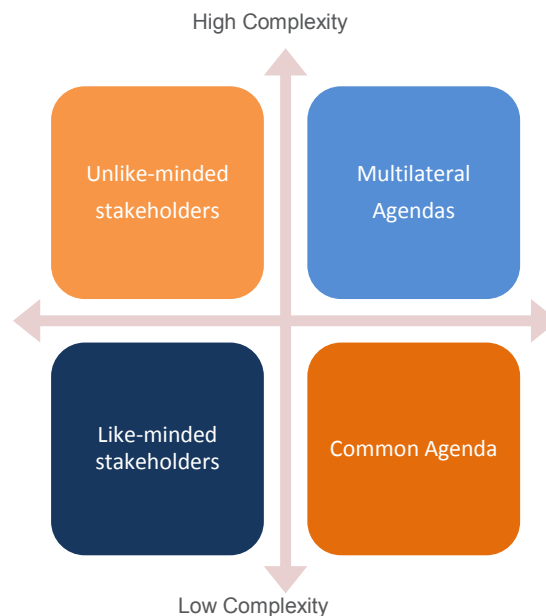 High Complexity
Unlike-minded
stakeholders
Multilateral
Agendas
Like-minded
stakeholders
Common Agenda
Low Complexity